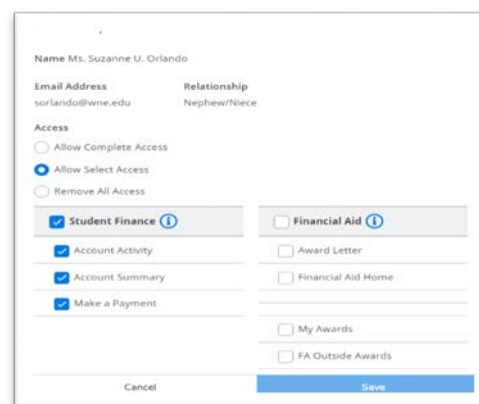 Name Ms. Suzanne U. Orlando
Email Address Relationship
sorlando@wne.edu Nephew/Niece
Access
Allow Complete Access
Allow Select Access
Remove All Access
Student Finance Financial Aid
Account Activity Award Letter
Account Summary Financial Aid Home
Make a Payment
My Awards
FA Outside Awards
Cancel Save